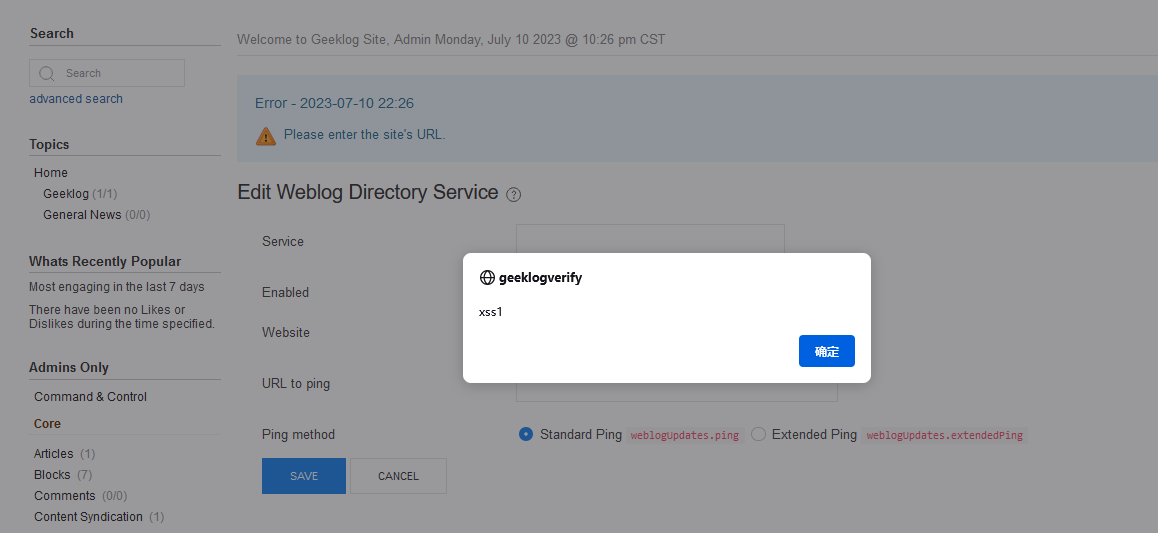 Search
Search
advanced search
Topics
Home
Geeklog (1/1)
General News (0/0)
Whats Recently Popular
Most engaging in the last 7 days
There have been no Likes or
Dislikes during the time specified.
Admins Only
Command & Control
Core
Articles (1)
Blocks (7)
Comments (0/0)
Content Syndication (1)
Welcome to Geeklog Site, Admin Monday, July 10 2023 @ 10:26 pm CST
Error - 2023-07-10 22:26
Please enter the site's URL.
Edit Weblog Directory Service ?
Service
Enabled
Website
URL to ping
Ping method
Standard Ping weblogUpdates.ping Extended Ping weblogUpdates.extendedPing
SAVE CANCEL
geeklogverify
xss1
确定